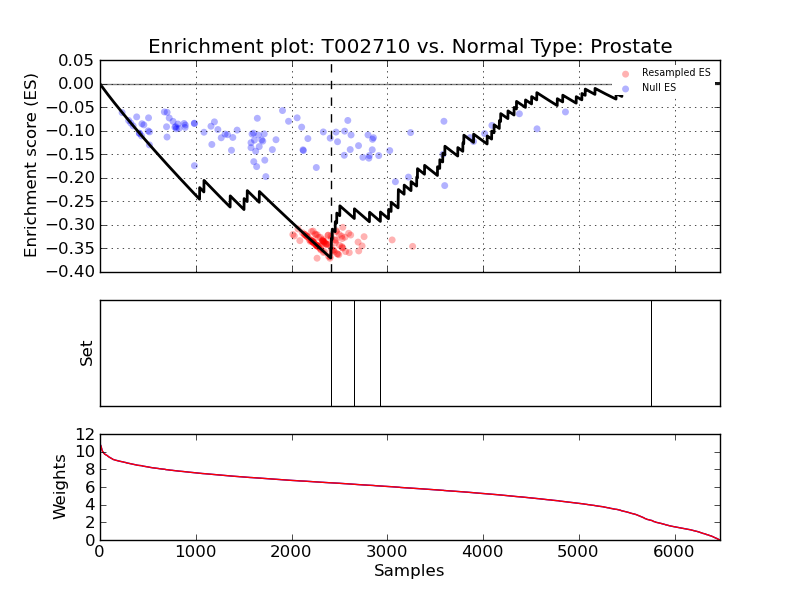 Enrichment plot: T002710 vs. Normal Type: Prostate
Enrichment score (ES)
0.05
0.00
−0.05
−0.10
−0.15
−0.20
−0.25
−0.30
−0.35
−0.40
Resampled ES
Null ES
Set
Weights
12
10
8
6
4
2
0
0 1000 2000 3000 4000 5000 6000
Samples